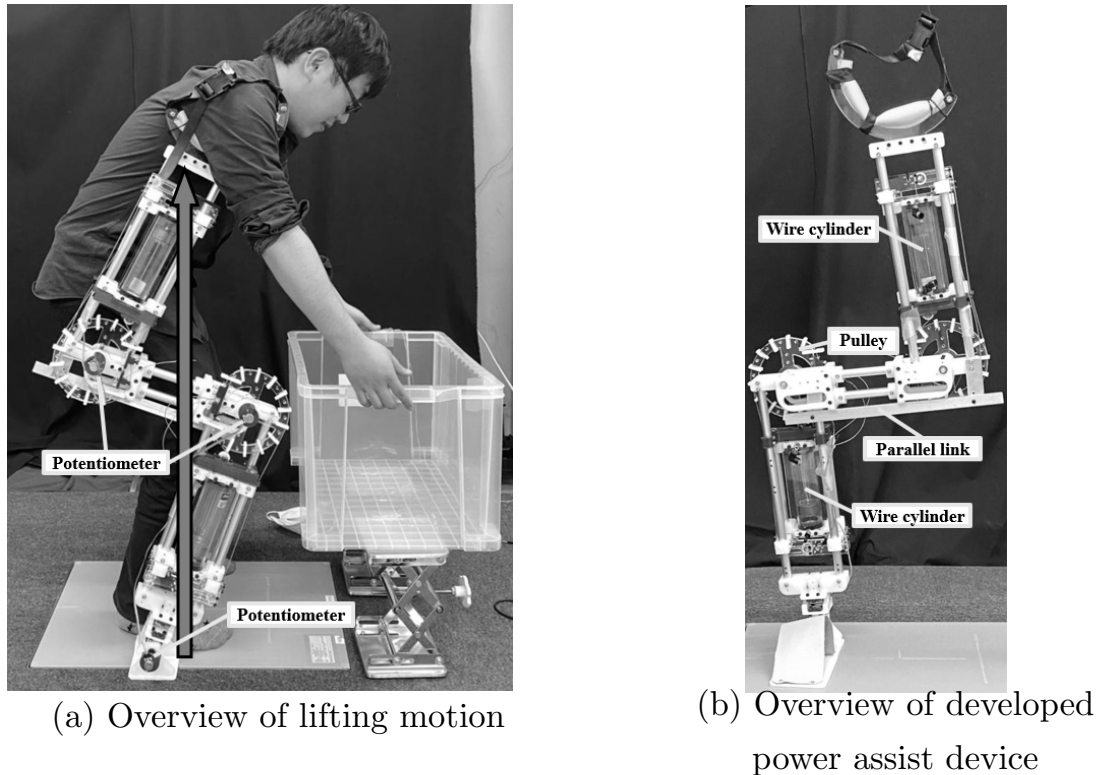 Potentiometer
Potentiometer
(a) Overview of lifting motion
Wire cylinder
Pulley
Parallel link
Wire cylinder
(b) Overview of developed
power assist device